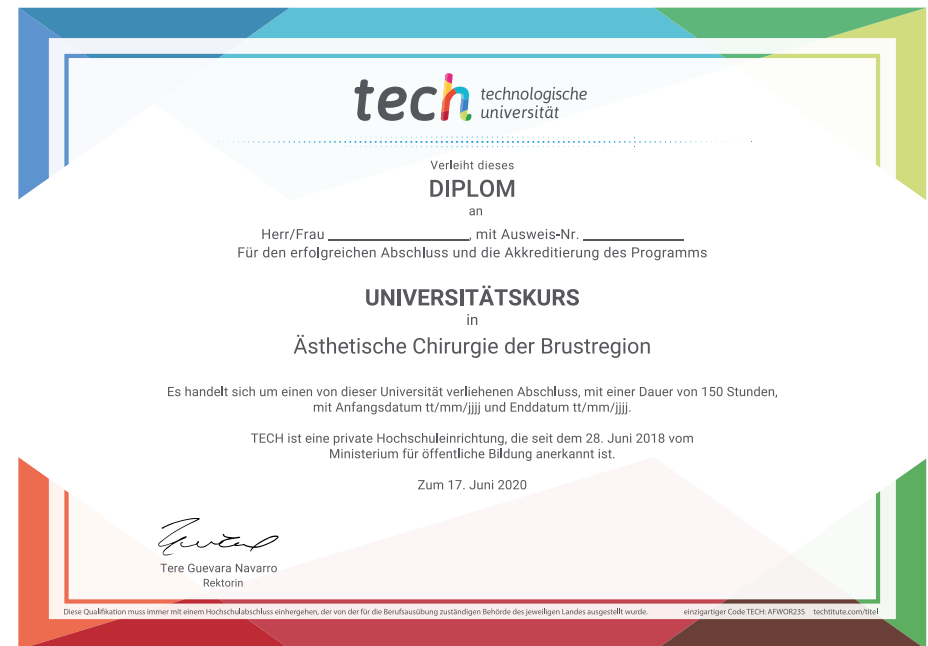 tech technologische
universität
Verleiht dieses
DIPLOM
an
Herr/Frau ____________________, mit Ausweis-Nr. ______________
Für den erfolgreichen Abschluss und die Akkreditierung des Programms
UNIVERSITÄTSKURS
in
Ästhetische Chirurgie der Brustregion
Es handelt sich um einen von dieser Universität verliehenen Abschluss, mit einer Dauer von 150 Stunden,
mit Anfangsdatum tt/mm/jjjj und Enddatum tt/mm/jjjj.
TECH ist eine private Hochschuleinrichtung, die seit dem 28. Juni 2018 vom
Ministerium für öffentliche Bildung anerkannt ist.
Zum 17. Juni 2020
Tere Guevara Navarro
Rektorin
Diese Qualifikation muss immer mit einem Hochschulabschluss einhergehen, der von der für die Berufsausübung zuständigen Behörde des jeweiligen Landes ausgestellt wurde. einzigartiger Code TECH: AFWOR23S techtitute.com/titel